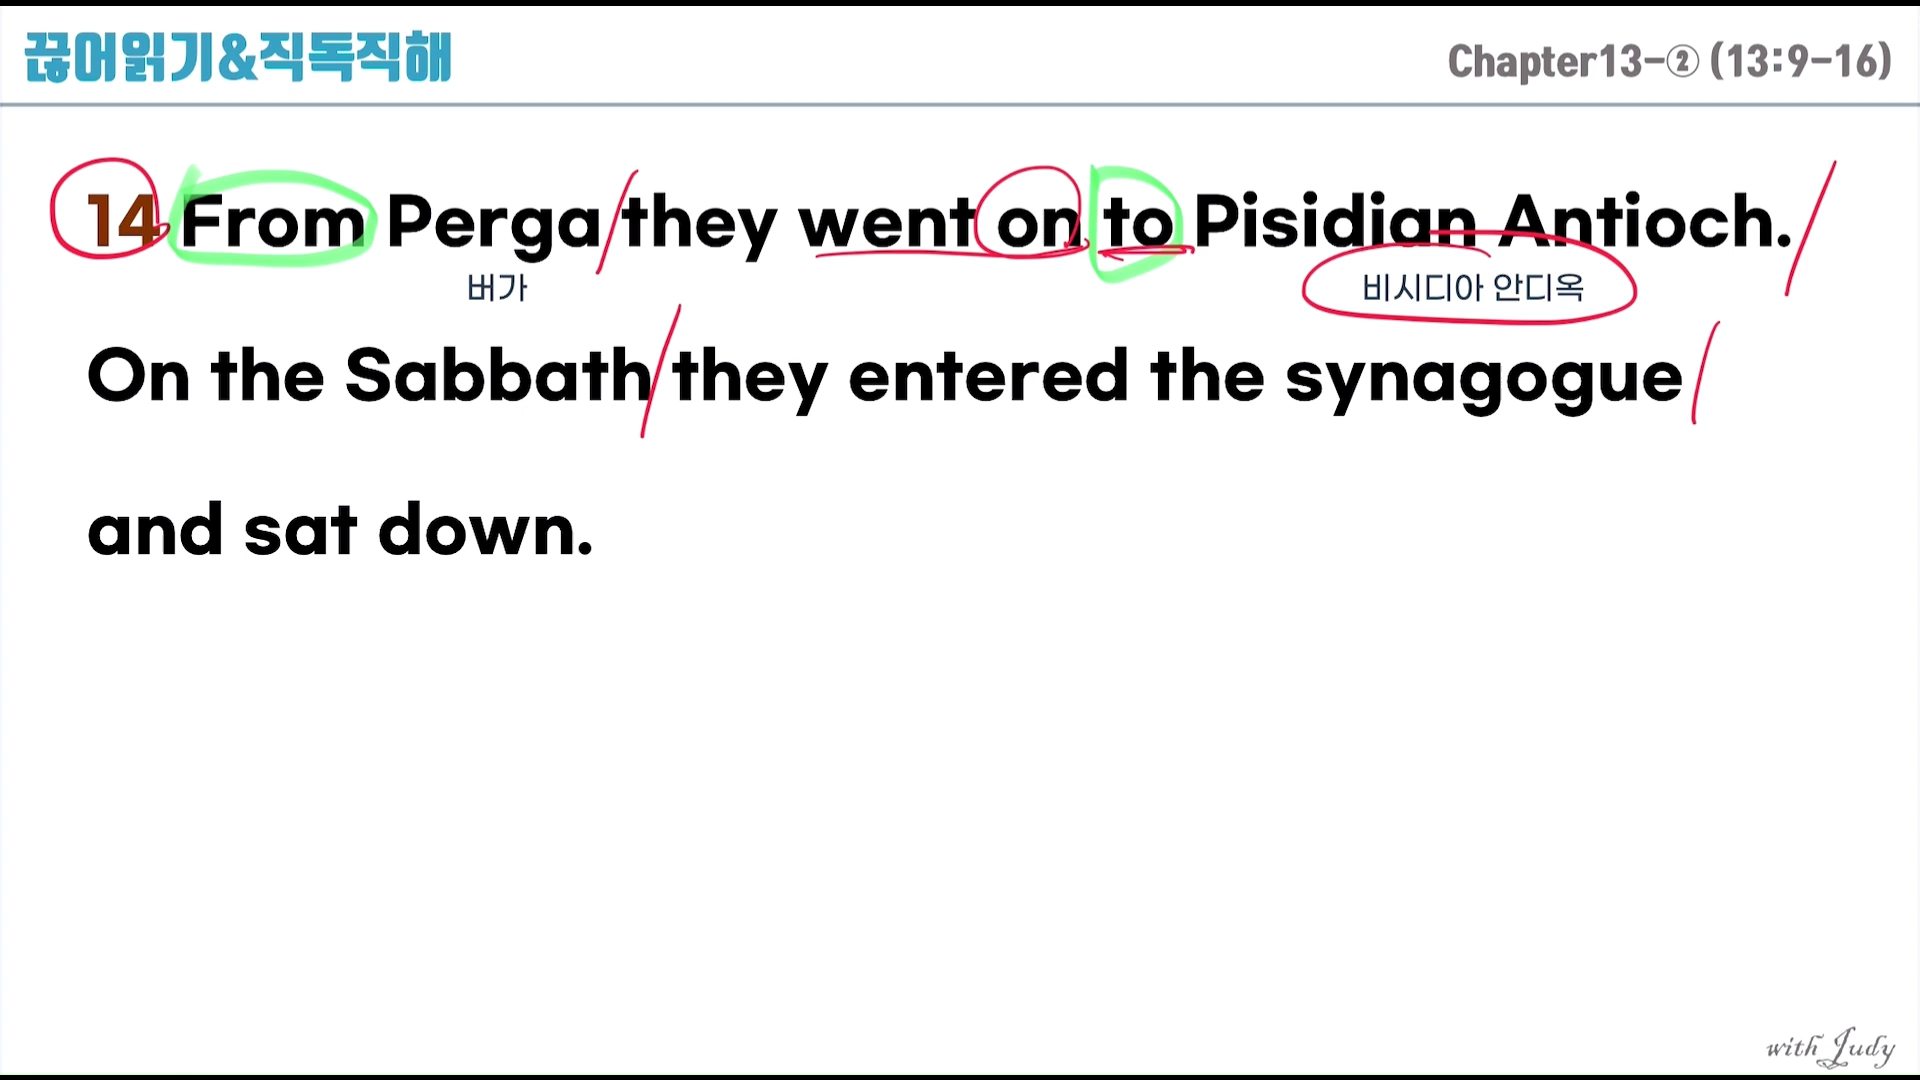 끊어읽기&직독직해
Chapter13-② (13:9-16)
14 From Perga they went on to Pisidian Antioch.
버가 비시디아 안디옥
On the Sabbath they entered the synagogue
and sat down.
with Judy